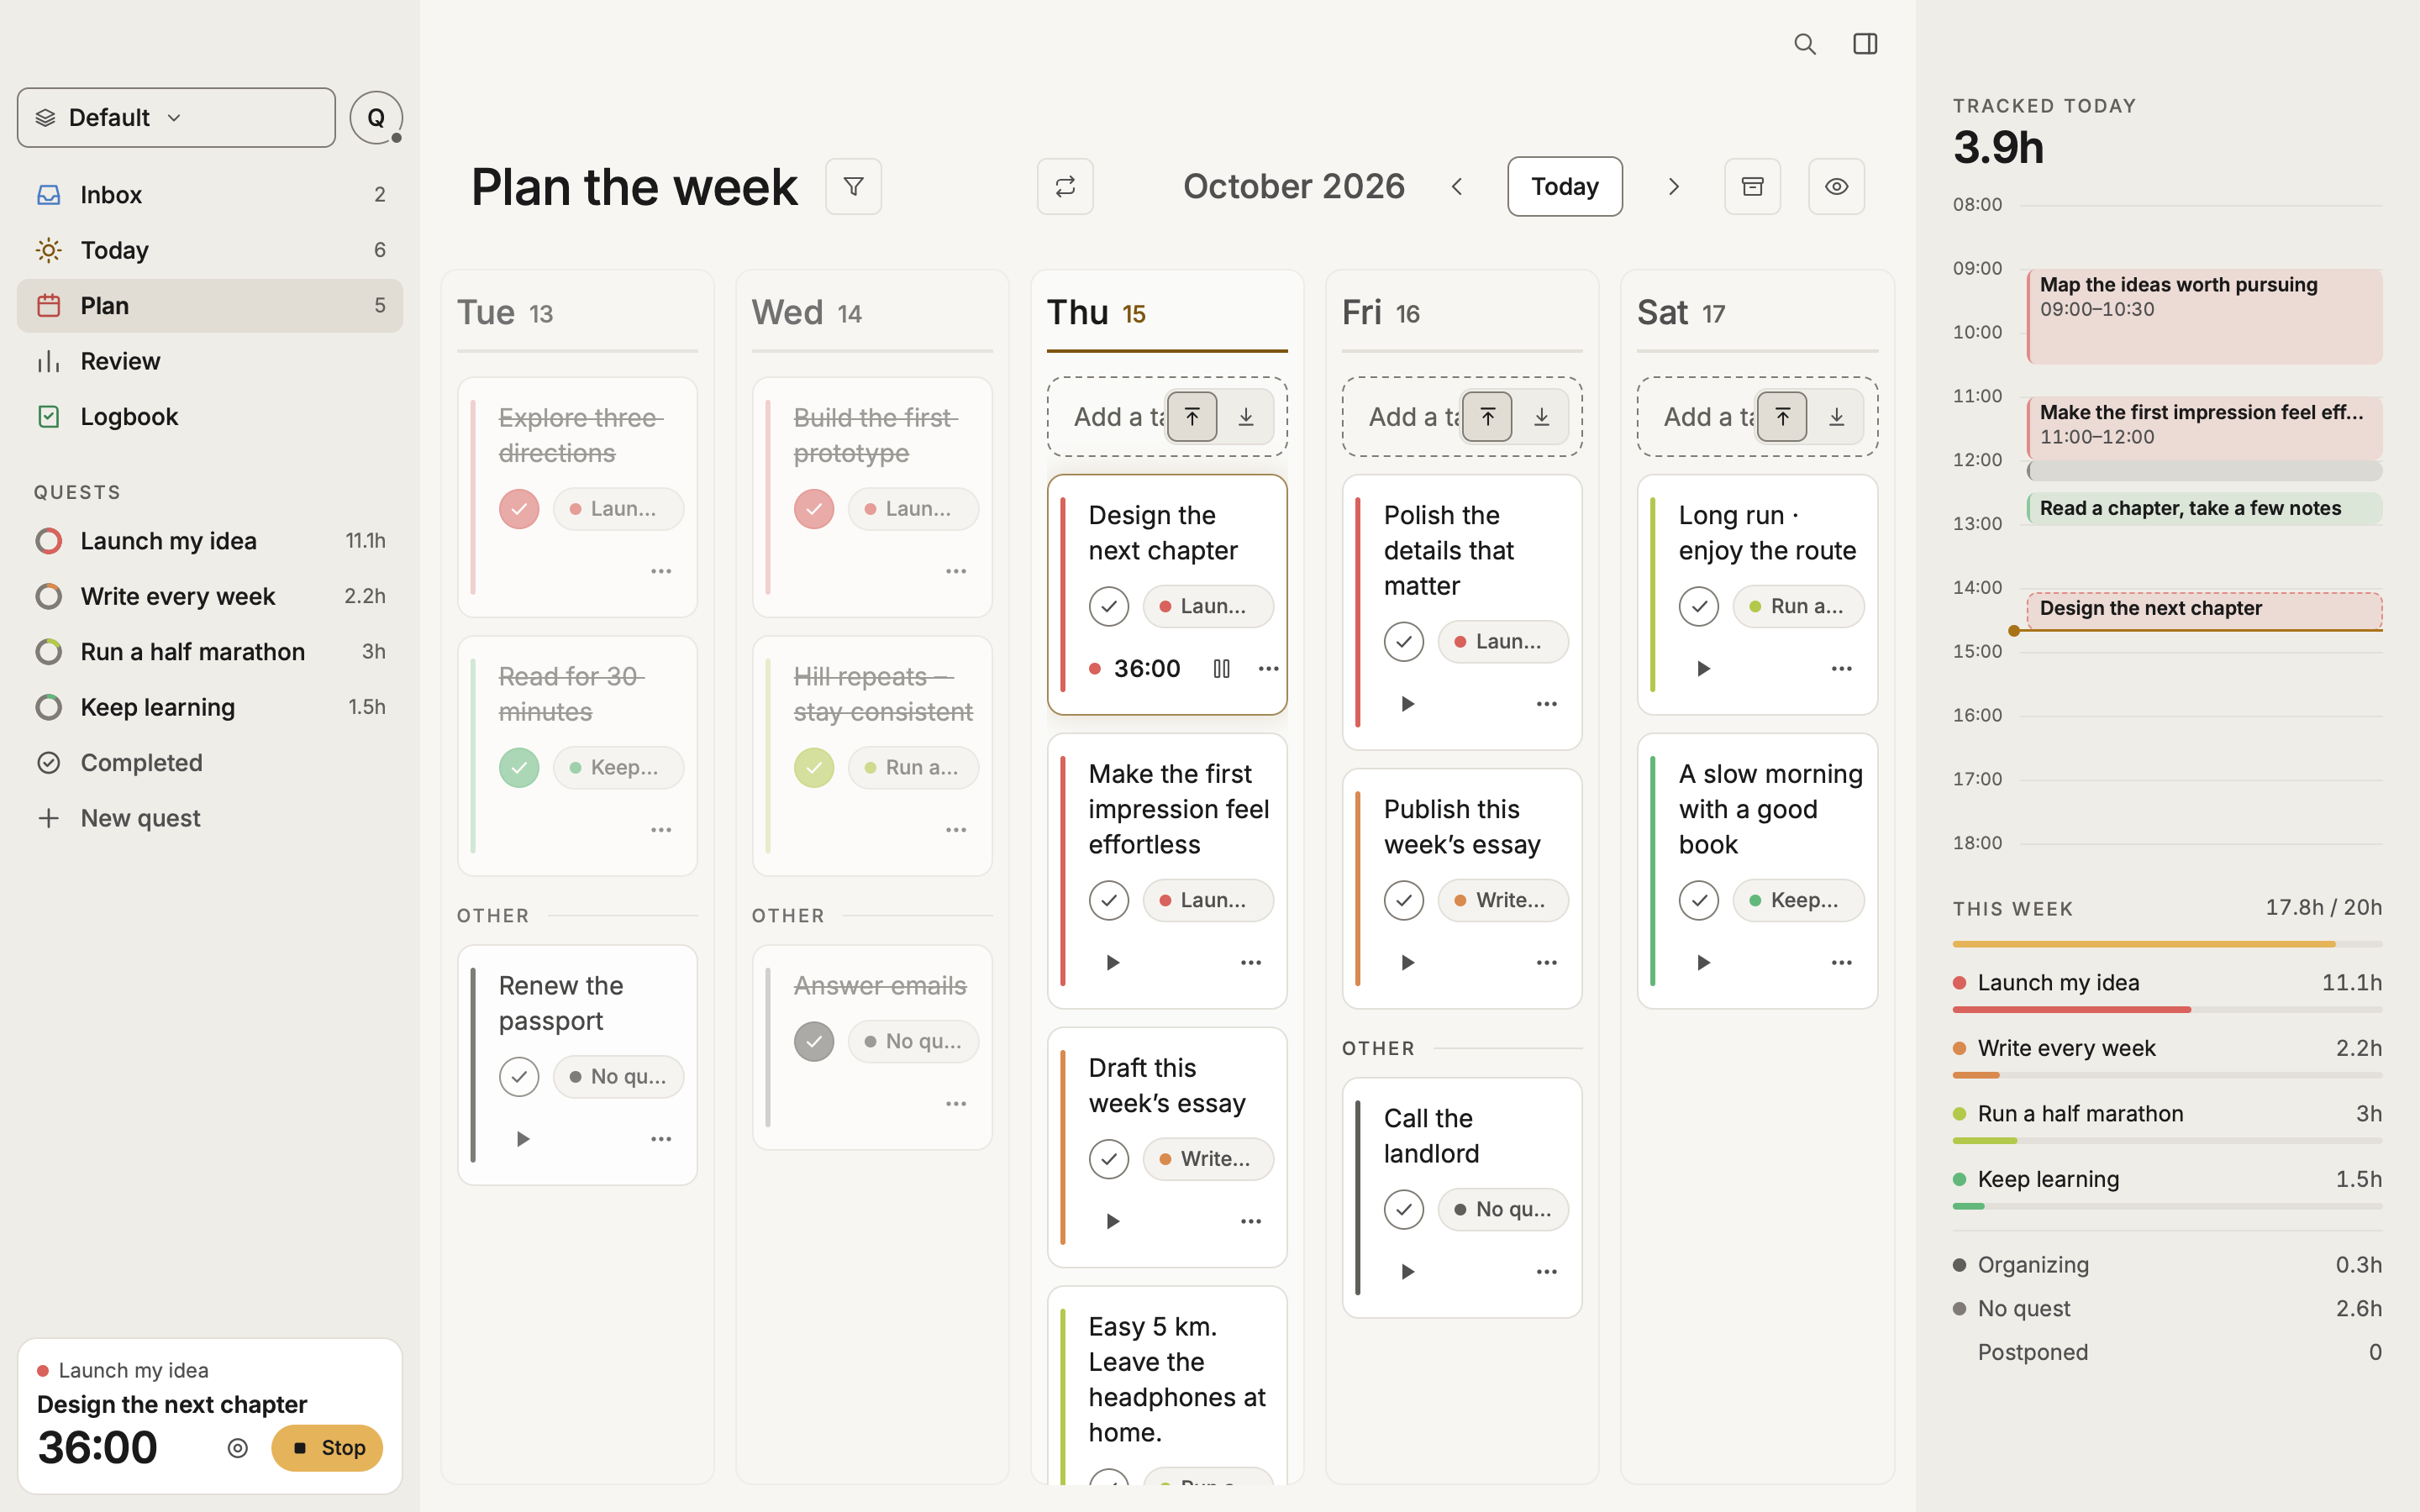 Default
Q
Inbox 2
Today 6
Plan 5
Review
Logbook
QUESTS
Launch my idea 11.1h
Write every week 2.2h
Run a half marathon 3h
Keep learning 1.5h
Completed
New quest
Launch my idea
Design the next chapter
36:00 Stop
Plan the week
October 2026
Today
Tue 13
Explore three
directions
Laun...
Read for 30
minutes
Keep...
OTHER
Renew the
passport
No qu...
Wed 14
Build the first
prototype
Laun...
Hill repeats –
stay consistent
Run a...
OTHER
Answer emails
No qu...
Thu 15
Add a ta
Design the
next chapter
Laun...
36:00
Make the first
impression feel
effortless
Laun...
Draft this
week’s essay
Write...
Easy 5 km.
Leave the
headphones at
home.
Fri 16
Add a ta
Polish the
details that
matter
Laun...
Publish this
week’s essay
Write...
OTHER
Call the
landlord
No qu...
Sat 17
Add a ta
Long run ·
enjoy the route
Run a...
A slow morning
with a good
book
Keep...
TRACKED TODAY
3.9h
08:00
09:00
Map the ideas worth pursuing
09:00–10:30
10:00
11:00
Make the first impression feel eff...
11:00–12:00
12:00
Read a chapter, take a few notes
13:00
14:00
Design the next chapter
15:00
16:00
17:00
18:00
THIS WEEK 17.8h / 20h
Launch my idea 11.1h
Write every week 2.2h
Run a half marathon 3h
Keep learning 1.5h
Organizing 0.3h
No quest 2.6h
Postponed 0